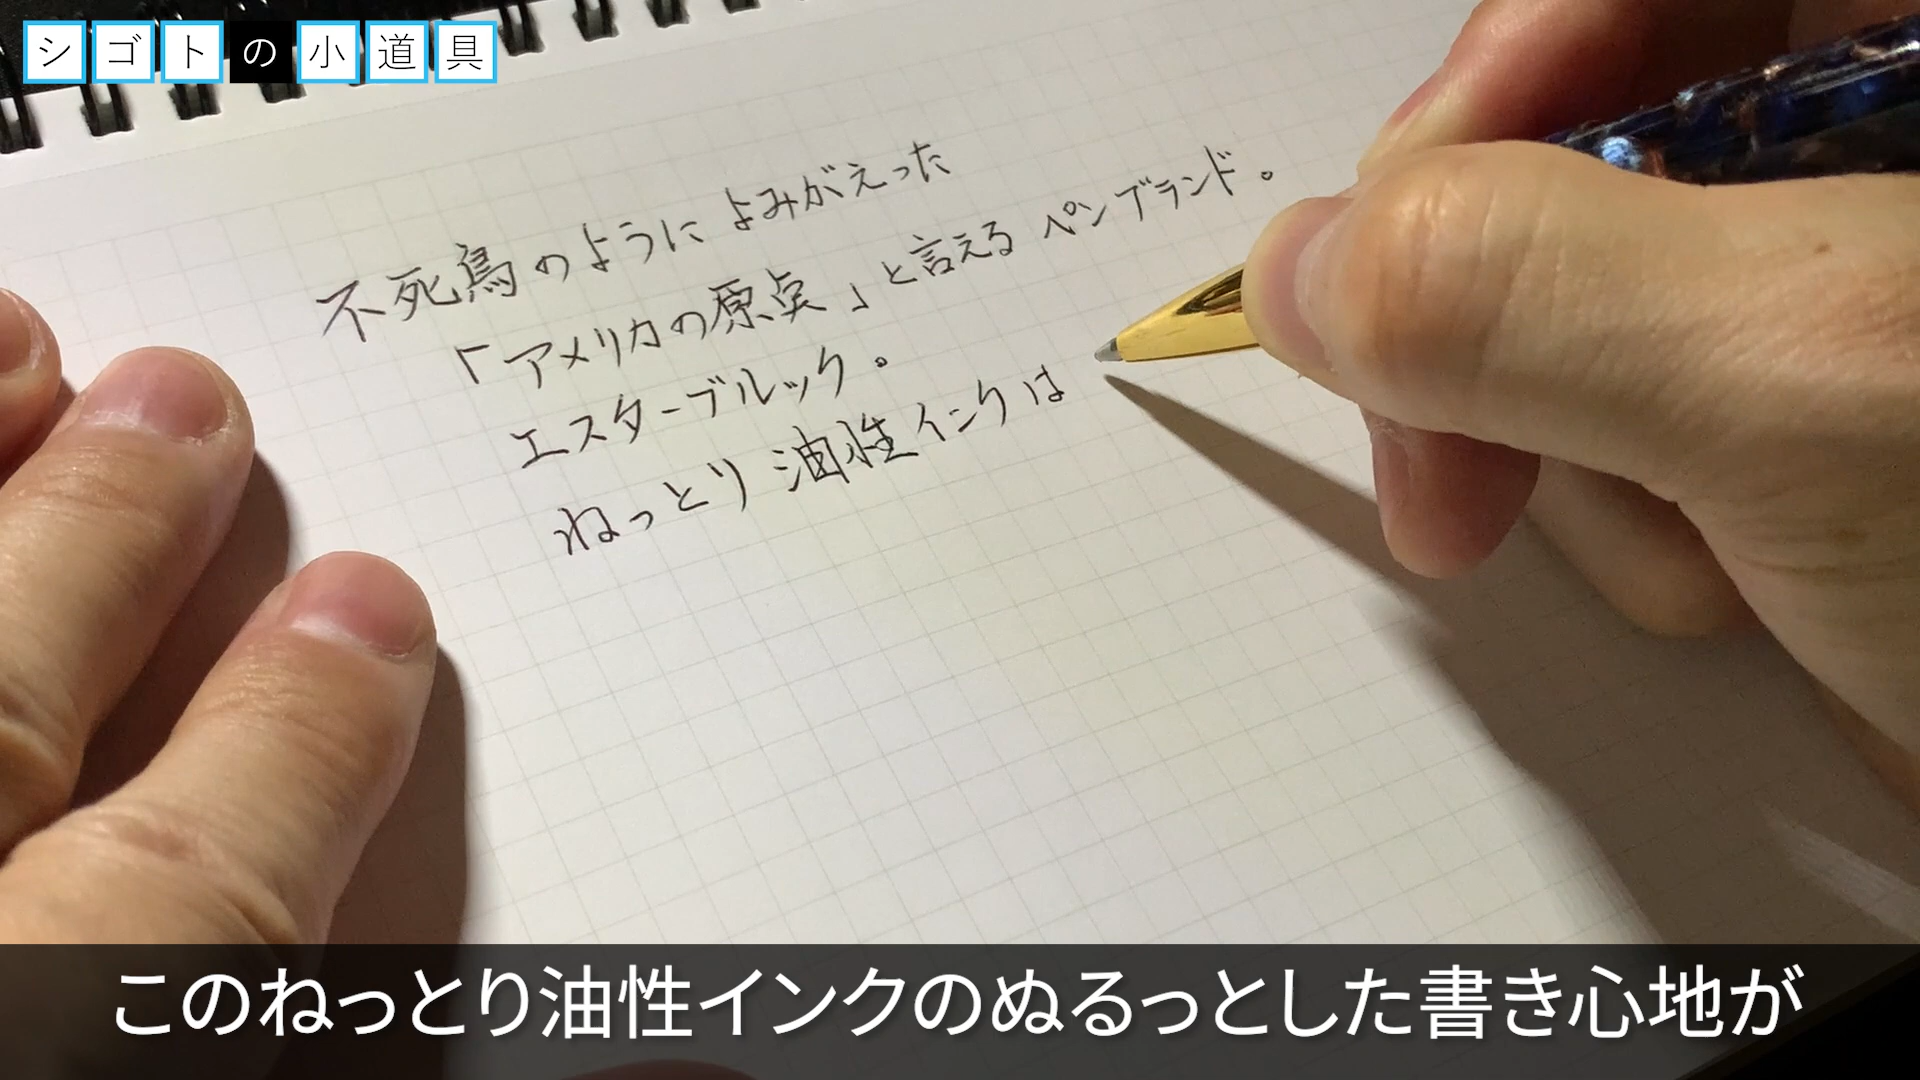 シゴトの小道具
不死鳥のようによみがえった
「アメリカの原点」と言えるペンブランド。
エスターブルック。
ねっとり油性インクは
このねっとり油性インクのぬるっとした書き心地が